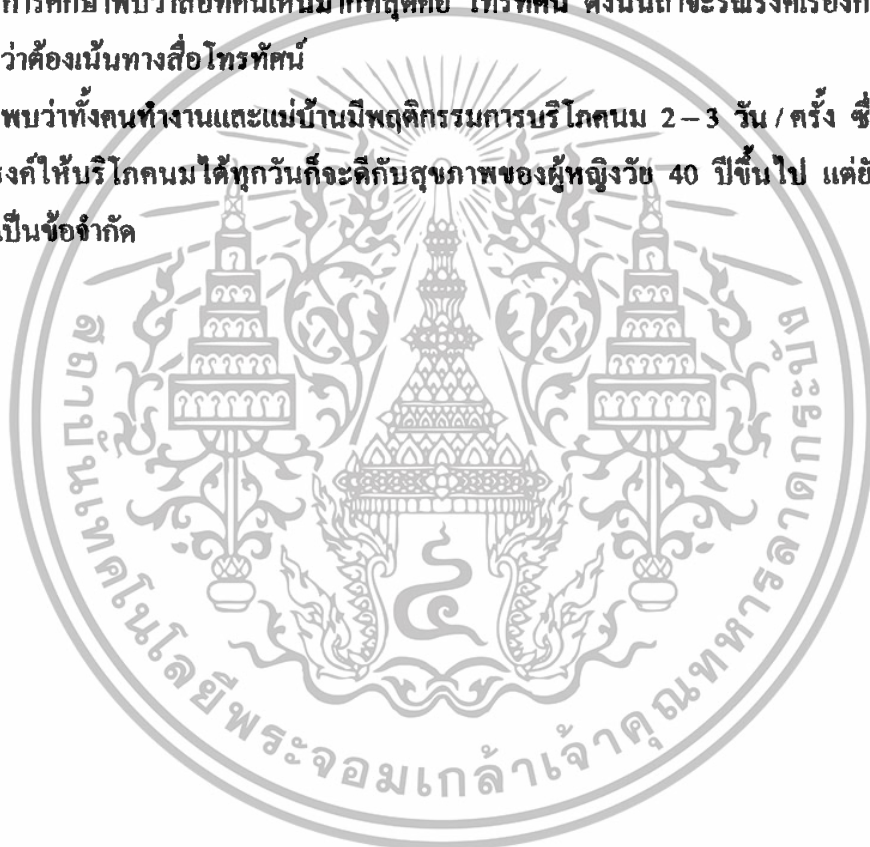 การศึกษาพบว่าสื่อที่คนเห็นมากที่สุดคือ โทรทัศน์ ดังนั้นถ้าจะรณรงค์เรื่อง
ว่าต้องเน้นทางสื่อโทรทัศน์
พบว่าทั้งคนทำงานและแม่บ้านมีพฤติกรรมการบริโภคนม 2 – 3 วัน / ครั้ง ซึ่
รงค์ให้บริโภคนมได้ทุกวันก็จะดีกับสุขภาพของผู้หญิงวัย 40 ปีขึ้นไป แต่ยั
เป็นข้อจำกัด
สถาบันเทคโนโลยีพระจอมเกล้าเจ้าคุณทหารลาดกระบัง
๔